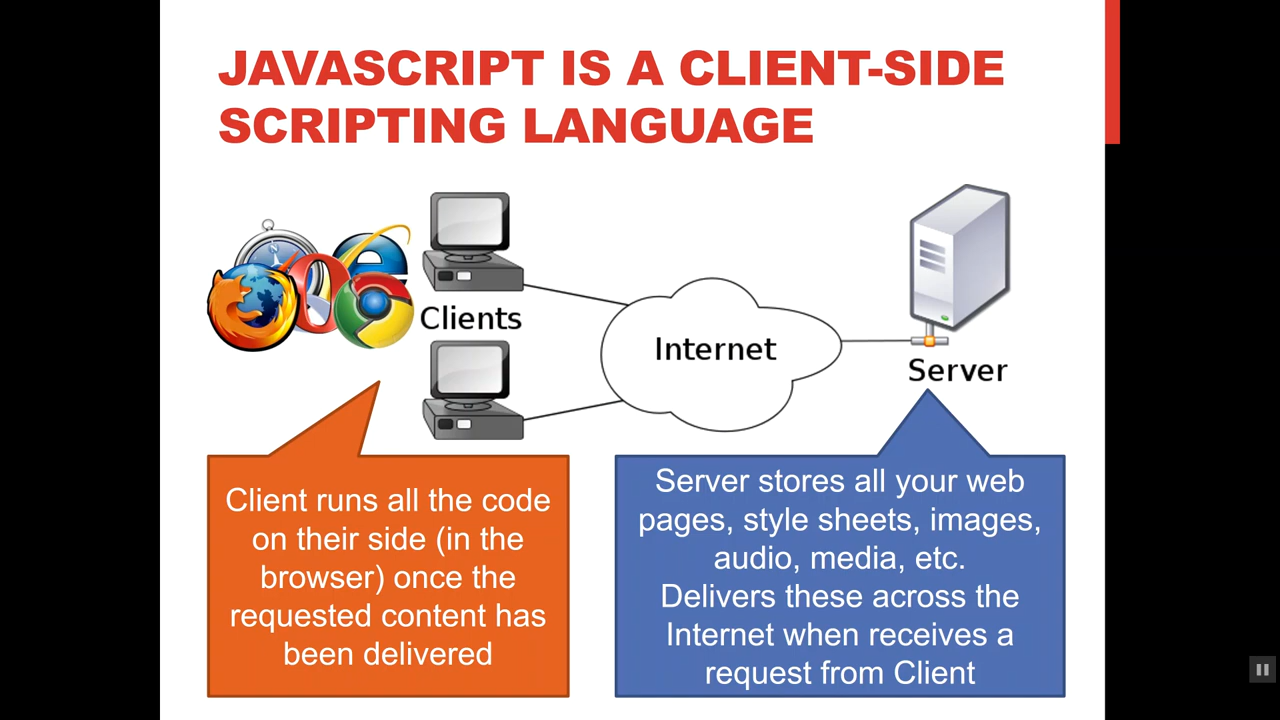 JAVASCRIPT IS A CLIENT-SIDE
SCRIPTING LANGUAGE
Clients
Internet
Server
Client runs all the code
on their side (in the
browser) once the
requested content has
been delivered
Server stores all your web
pages, style sheets, images,
audio, media, etc.
Delivers these across the
Internet when receives a
request from Client